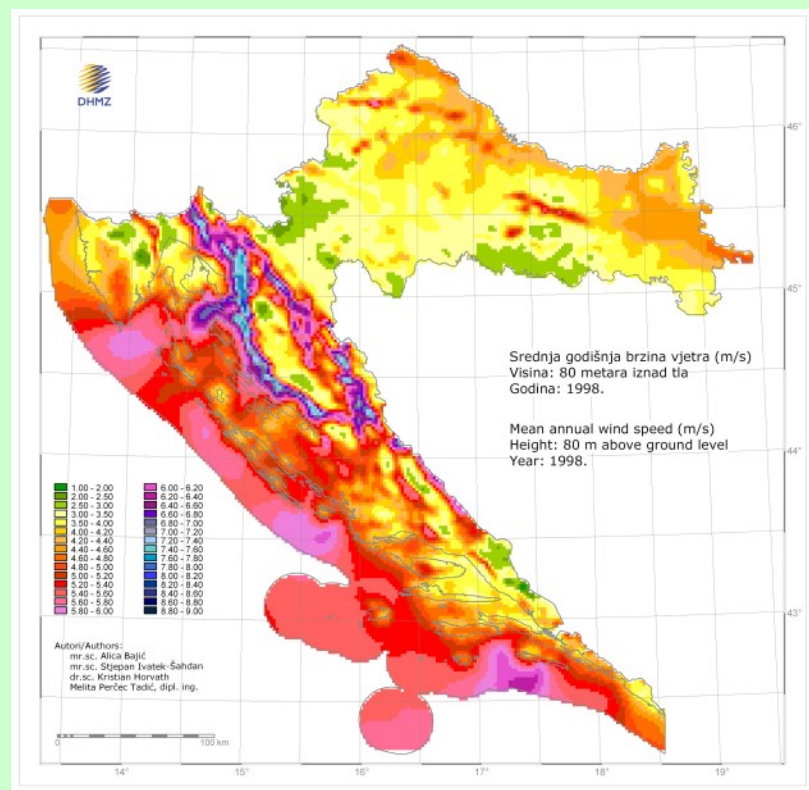 DHMZ
46°
45°
44°
43°
Srednja godišnja brzina vjetra (m/s)
Visina: 80 metara iznad tla
Godina: 1998.
Mean annual wind speed (m/s)
Height: 80 m above ground level
Year: 1998.
1.00 - 2.00
2.00 - 2.50
2.50 - 3.00
3.00 - 3.50
3.50 - 4.00
4.00 - 4.20
4.20 - 4.40
4.40 - 4.60
4.60 - 4.80
4.80 - 5.00
5.00 - 5.20
5.20 - 5.40
5.40 - 5.60
5.60 - 5.80
5.80 - 6.00
6.00 - 6.20
6.20 - 6.40
6.40 - 6.60
6.60 - 6.80
6.80 - 7.00
7.00 - 7.20
7.20 - 7.40
7.40 - 7.60
7.60 - 7.80
7.80 - 8.00
8.00 - 8.20
8.20 - 8.40
8.40 - 8.60
8.60 - 8.80
8.80 - 9.00
Autori/Authors:
mr.sc. Alica Bajić
mr.sc. Stjepan Ivatek-Šahdan
dr.sc. Kristian Horvath
Melita Perčec Tadić, dipl. ing.
0 100 km
14° 15° 16° 17° 18° 19°